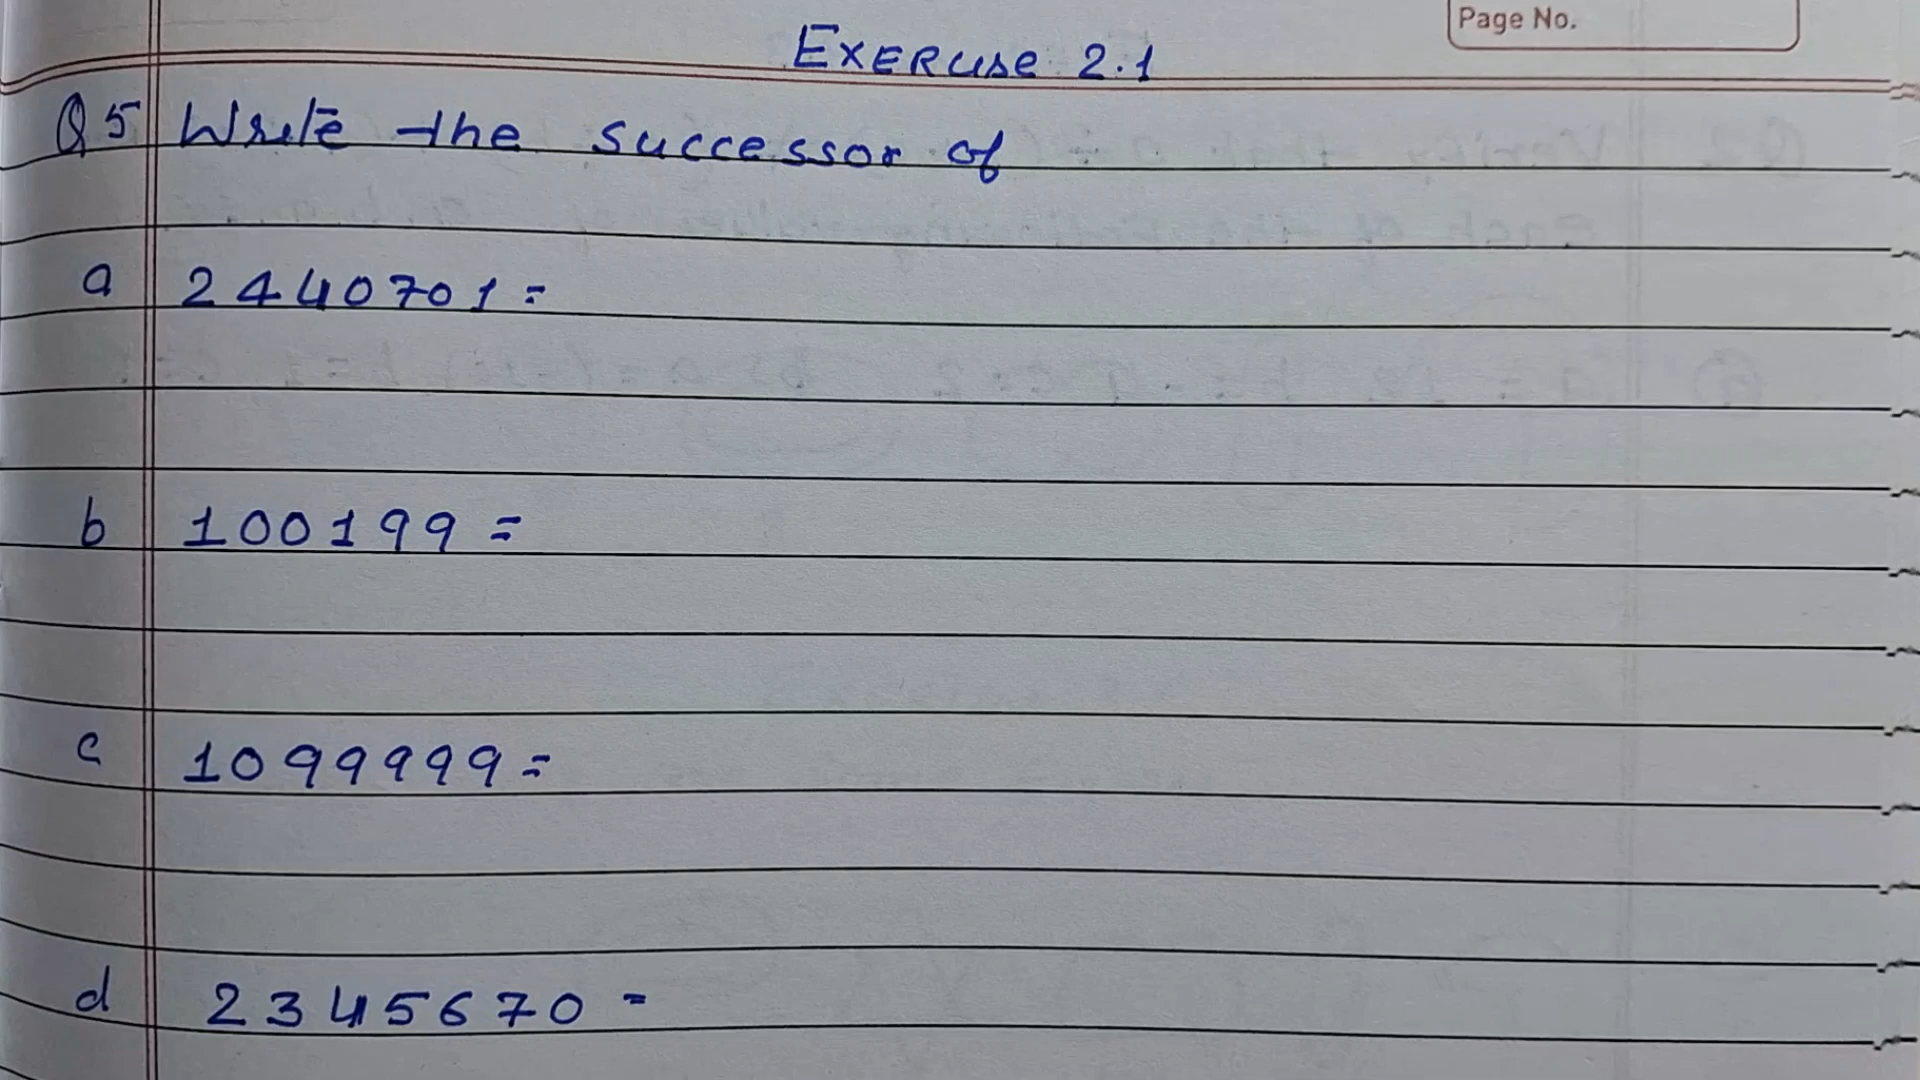 Page No.
Exercise 2.1
Q5 Write the successor of
a 2440701=
b 100199=
c 1099999=
d 2345670=